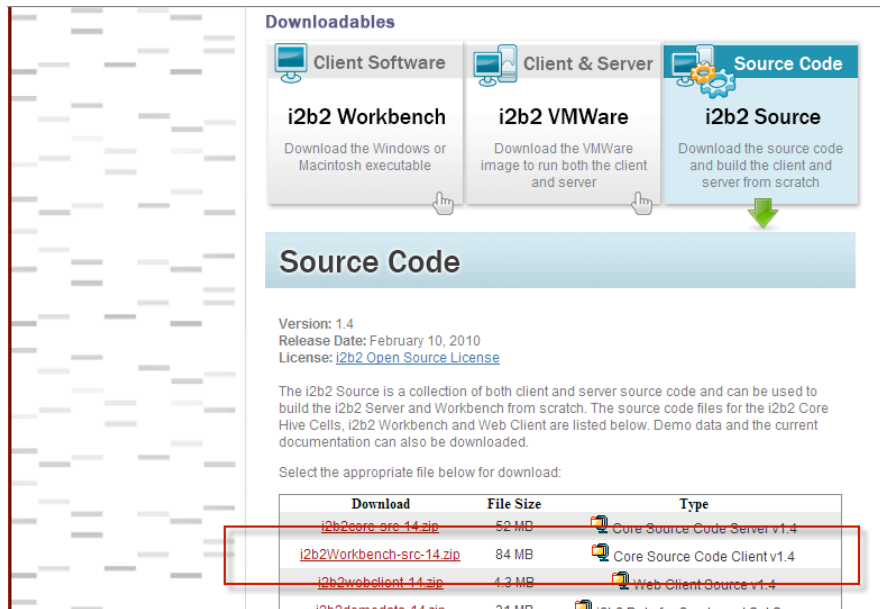 Downloadables
Client Software
Client & Server
Source Code
i2b2 Workbench
i2b2 VMWare
i2b2 Source
Download the Windows or
Macintosh executable
Download the VMWare
image to run both the client
and server
Download the source code
and build the client and
server from scratch
Source Code
Version: 1.4
Release Date: February 10, 2010
License: i2b2 Open Source License
The i2b2 Source is a collection of both client and server source code and can be used to
build the i2b2 Server and Workbench from scratch. The source code files for the i2b2 Core
Hive Cells, i2b2 Workbench and Web Client are listed below. Demo data and the current
documentation can also be downloaded.
Select the appropriate file below for download:
Download File Size Type
i2b2core-src-14.zip 52 MB Core Source Code Server v1.4
i2b2Workbench-src-14.zip 84 MB Core Source Code Client v1.4
i2b2webclient-14.zip 4.3 MB Web Client Source v1.4
i2b2demodata-14.zip MB